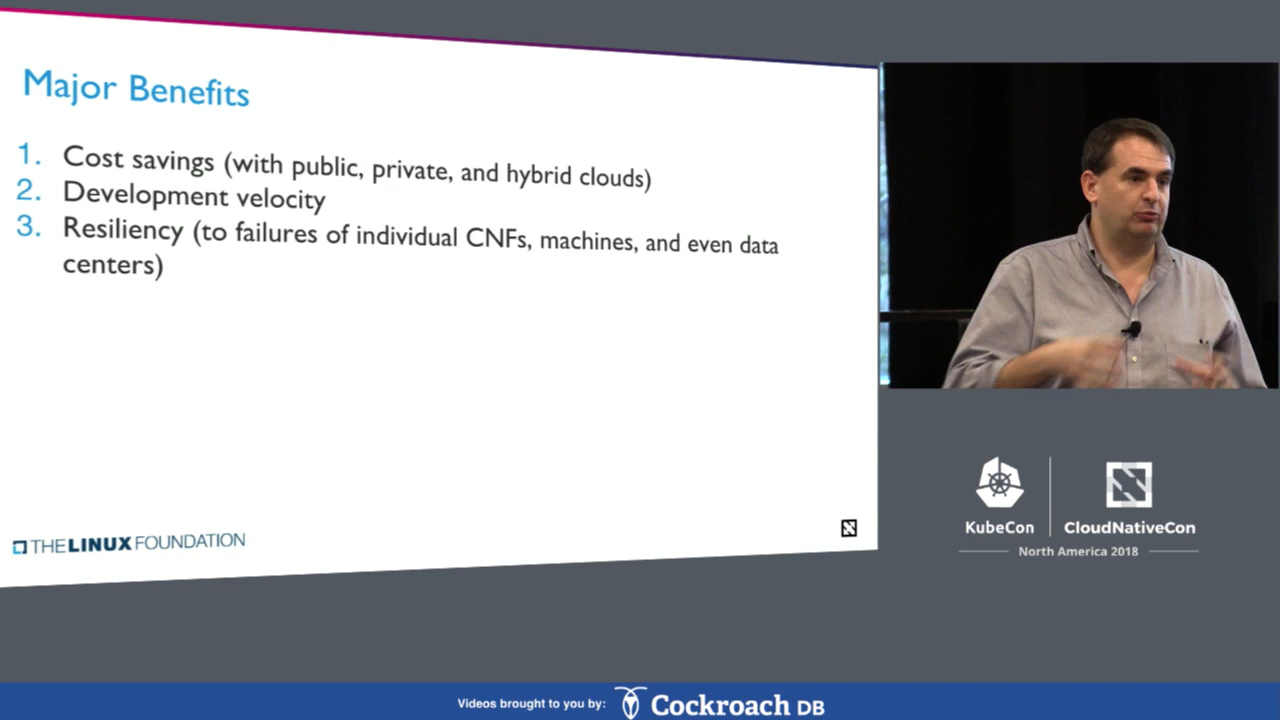 Major Benefits
1. Cost savings (with public, private, and hybrid clouds)
2. Development velocity
3. Resiliency (to failures of individual CNFs, machines, and even data
centers)
THE LINUX FOUNDATION
KubeCon
CloudNativeCon
North America 2018
Videos brought to you by:
Cockroach DB